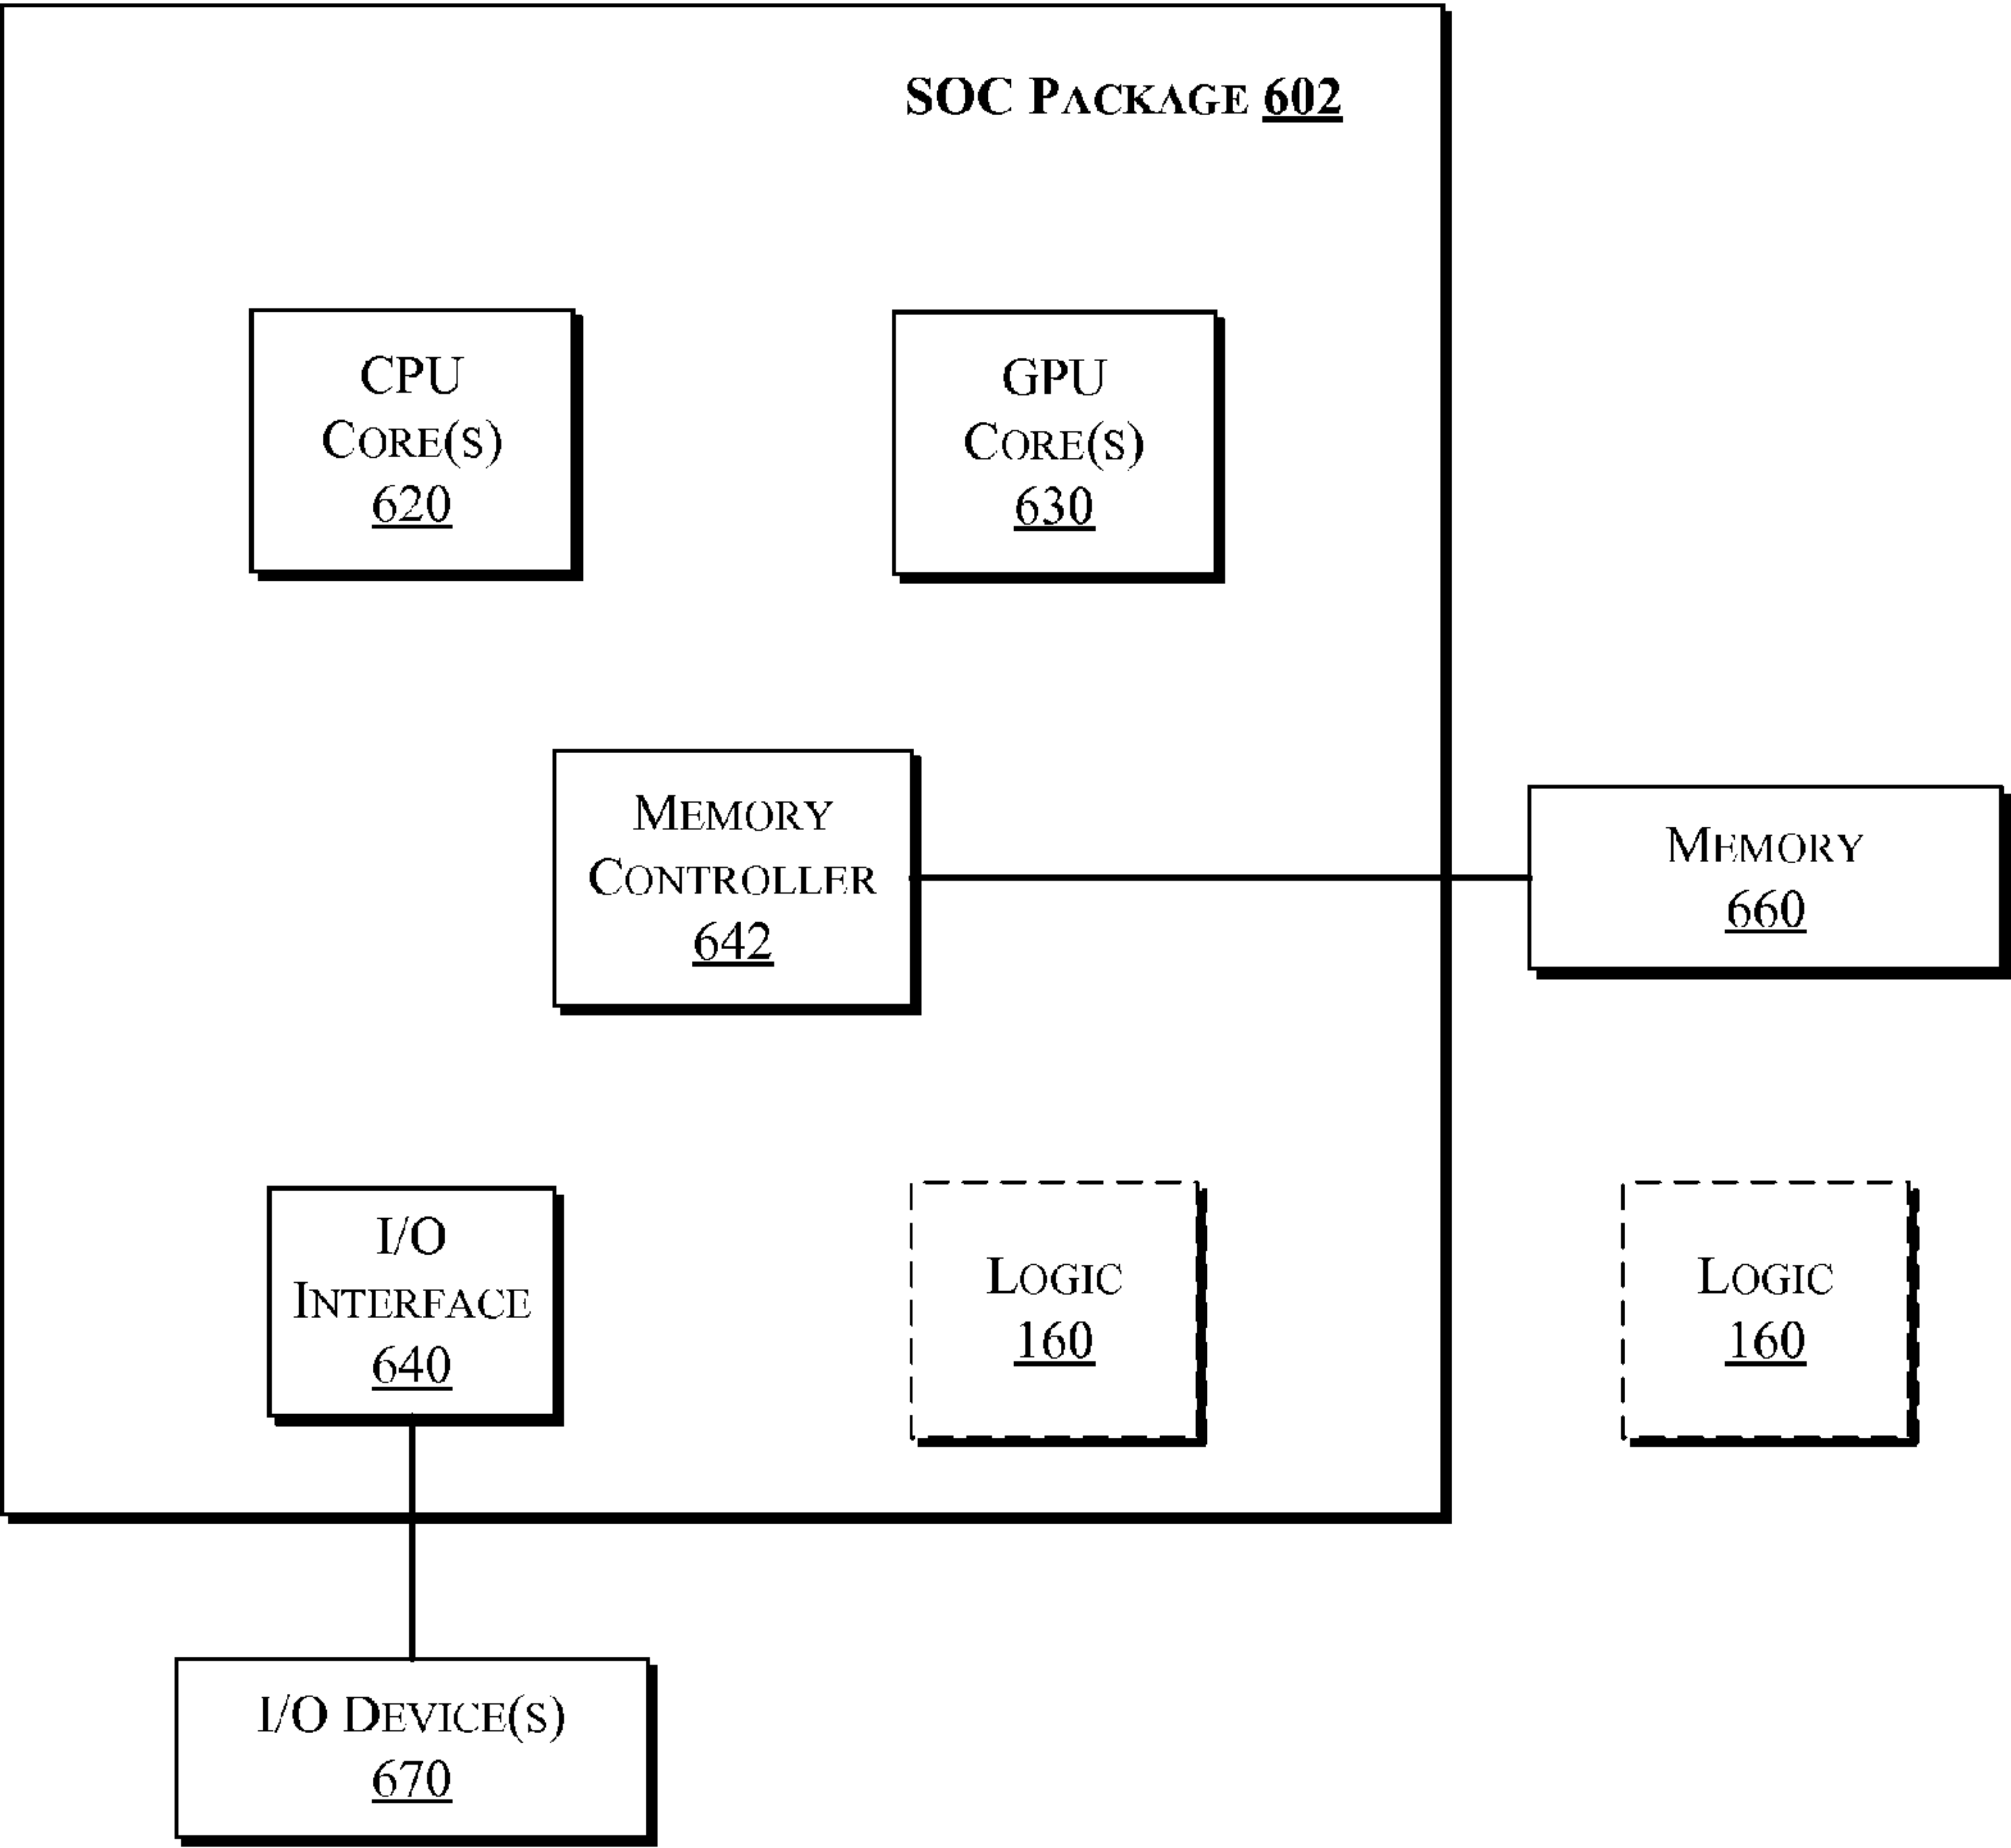 SOC PACKAGE 602
CPU
CORE(S)
620
GPU
CORE(S)
630
MEMORY
CONTROLLER
642
MEMORY
660
I/O
INTERFACE
640
LOGIC
160
LOGIC
160
I/O DEVICE(S)
670